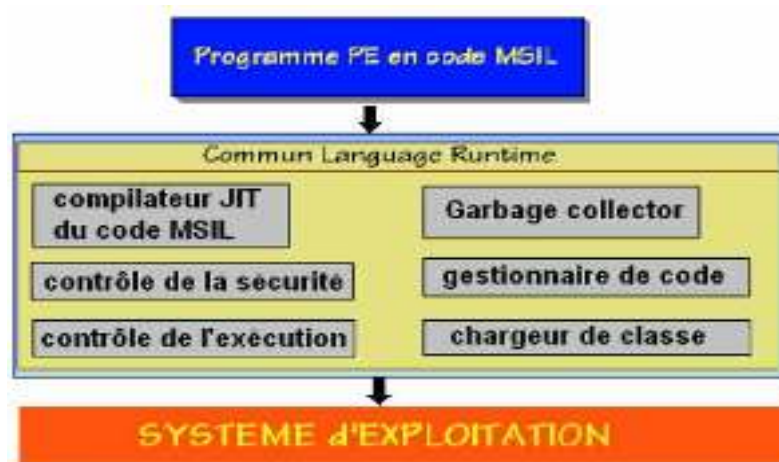 Programme PE en code MSIL
Commun Language Runtime
compilateur JIT
du code MSIL
Garbage collector
contrôle de la sécurité
gestionnaire de code
contrôle de l'exécution
chargeur de classe
SYSTEME d'EXPLOITATION